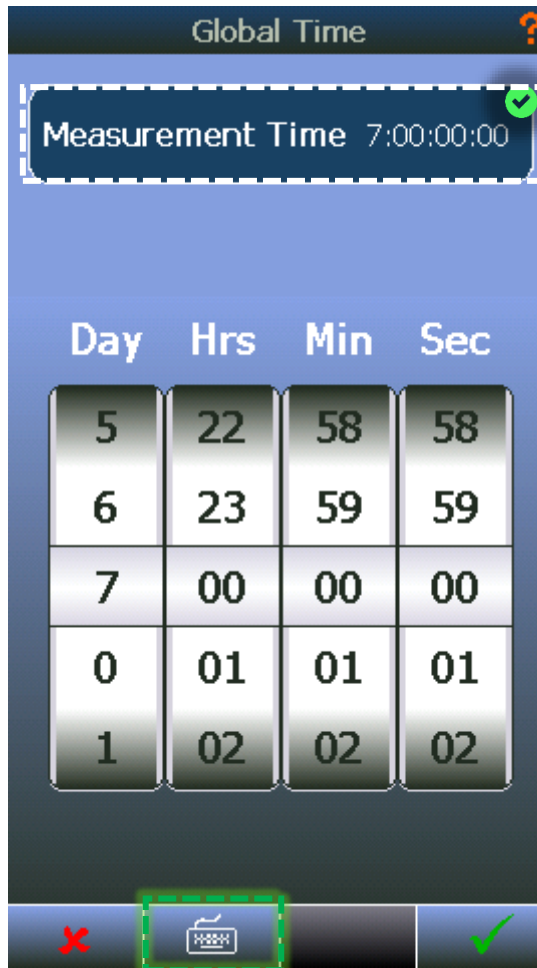 Global Time ?
Measurement Time 7:00:00:00
Day Hrs Min Sec
5 22 58 58
6 23 59 59
7 00 00 00
0 01 01 01
1 02 02 02